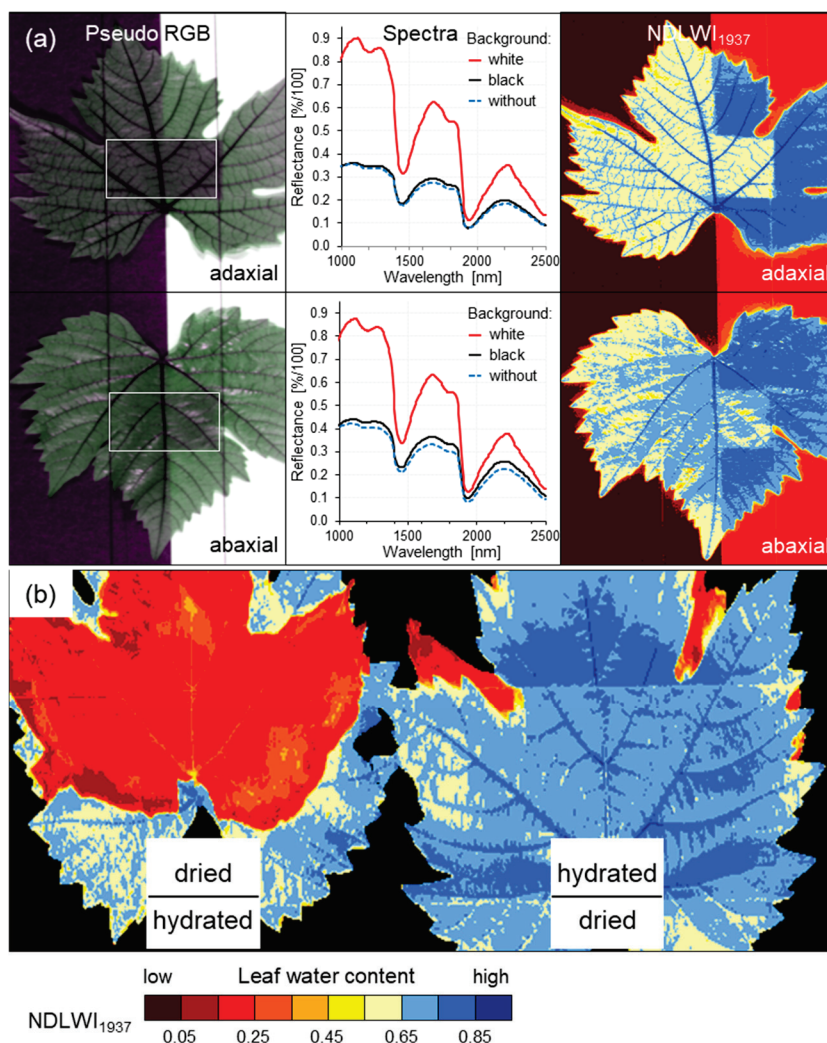 (a)
Pseudo RGB
Spectra
NDLWI1937
Background:
white
black
without
0.9
0.8
0.7
0.6
0.5
0.4
0.3
0.2
0.1
0.0
Reflectance [%/100]
1000 1500 2000 2500
Wavelength [nm]
adaxial
adaxial
Background:
white
black
without
0.9
0.8
0.7
0.6
0.5
0.4
0.3
0.2
0.1
0.0
Reflectance [%/100]
1000 1500 2000 2500
Wavelength [nm]
abaxial
abaxial
(b)
dried
hydrated
hydrated
dried
low Leaf water content high
NDLWI1937
0.05 0.25 0.45 0.65 0.85